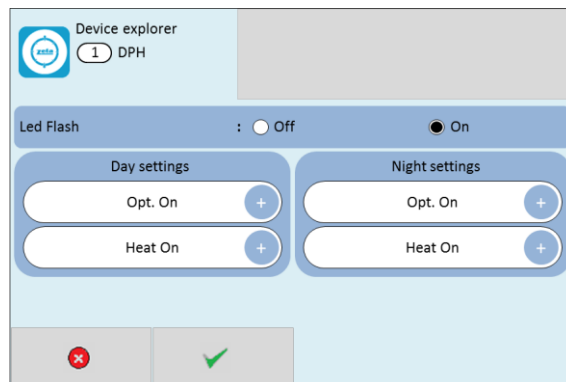 Device explorer
zeta
1 DPH
Led Flash : Off On
Day settings
Night settings
Opt. On +
Opt. On +
Heat On +
Heat On +